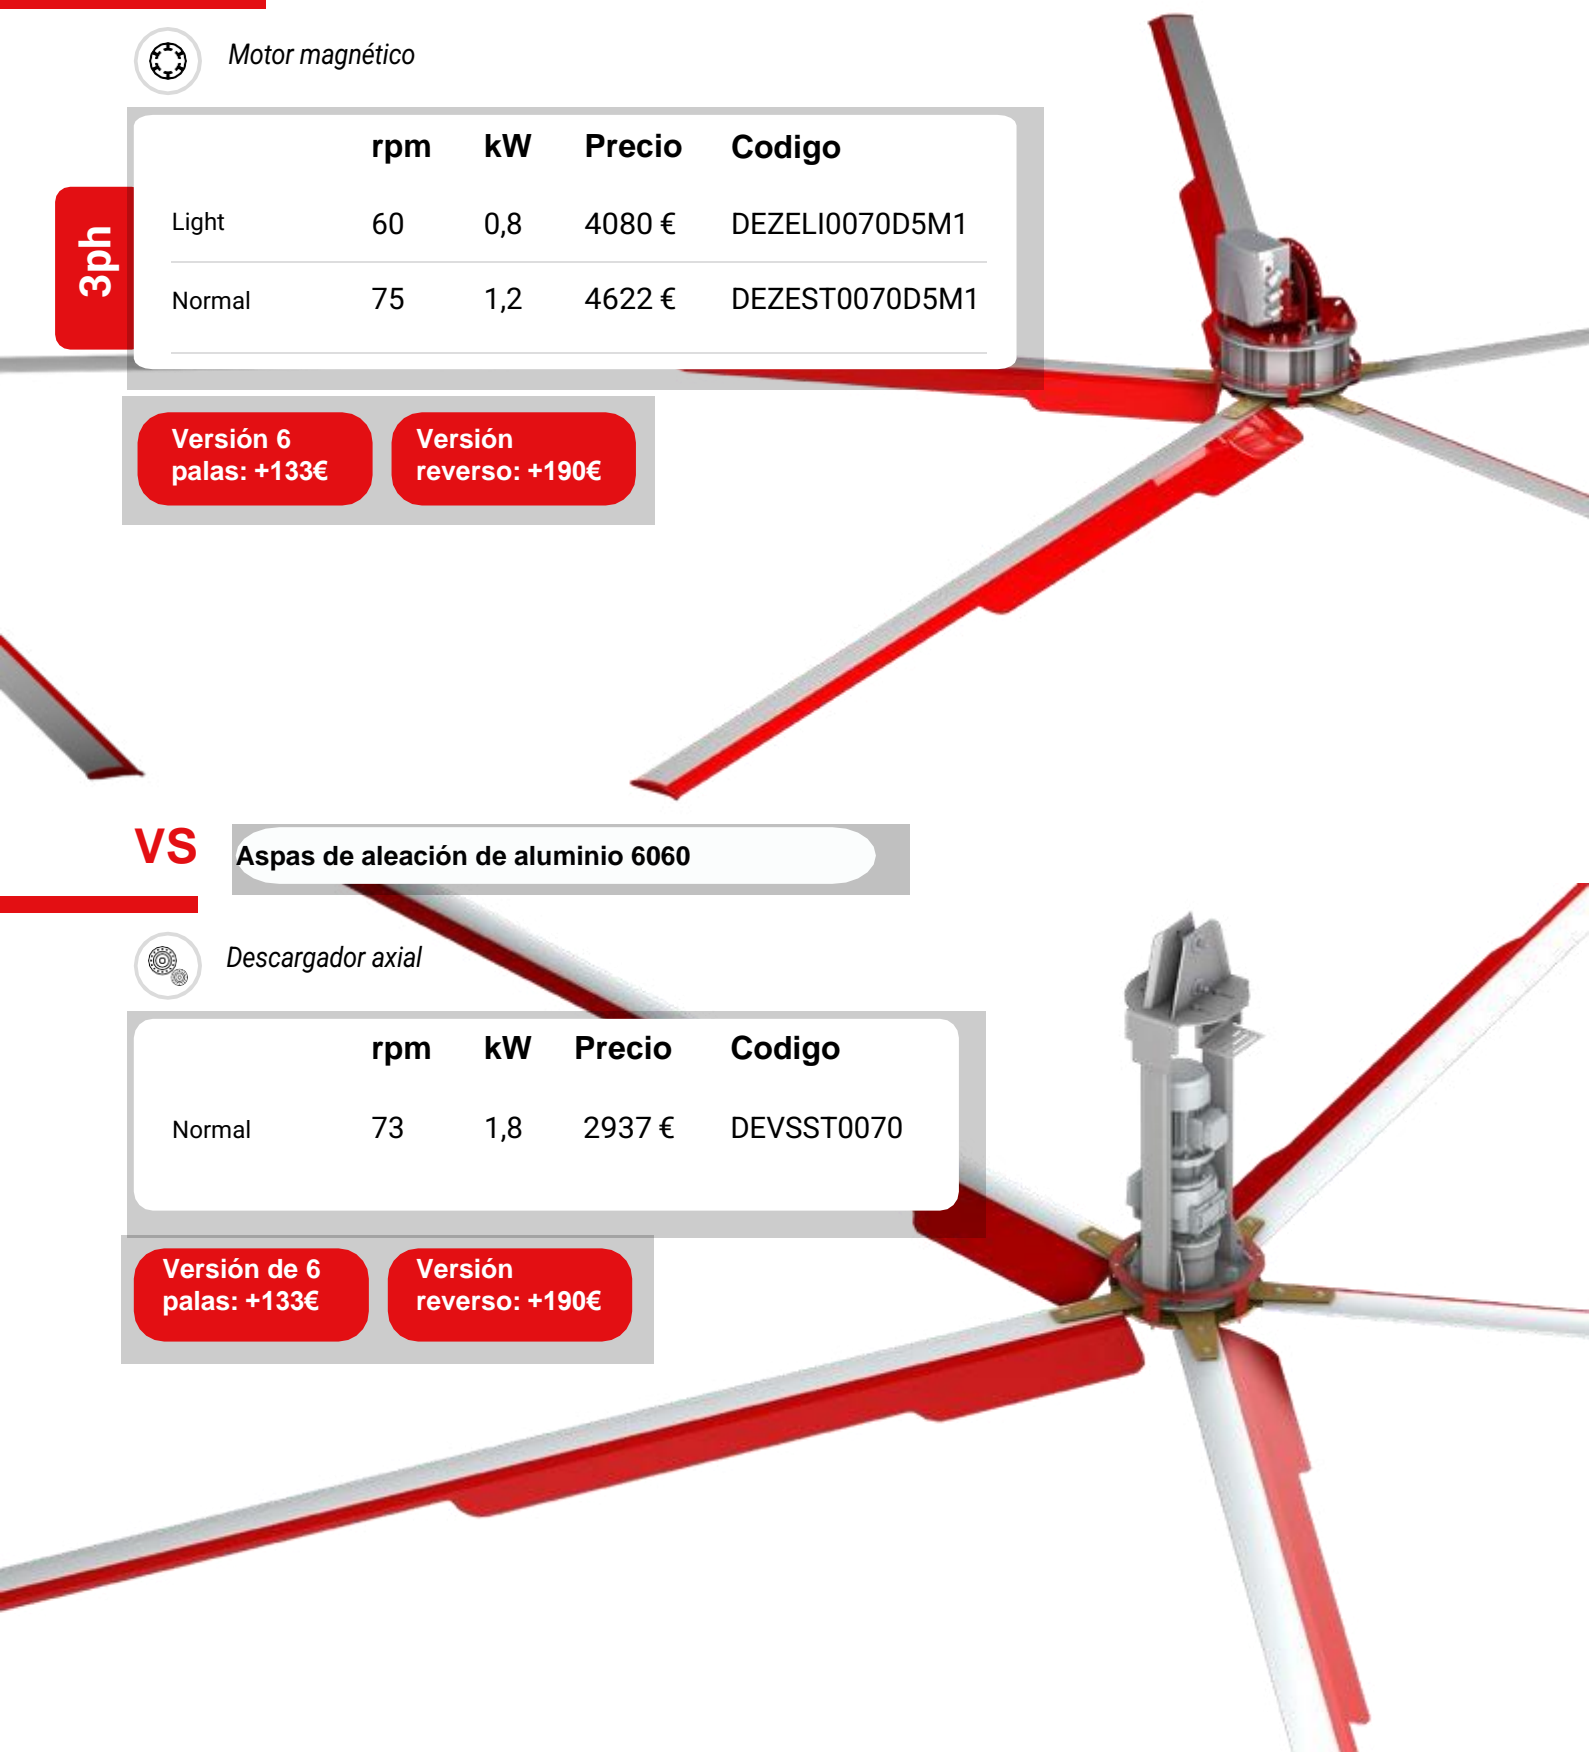 Motor magnético
rpm kW Precio Codigo
3ph
Light 60 0,8 4080 € DEZELI0070D5M1
Normal 75 1,2 4622 € DEZEST0070D5M1
Versión 6
palas: +133€
Versión
reverso: +190€
VS
Aspas de aleación de aluminio 6060
Descargador axial
rpm kW Precio Codigo
Normal 73 1,8 2937 € DEVSST0070
Versión de 6
palas: +133€
Versión
reverso: +190€